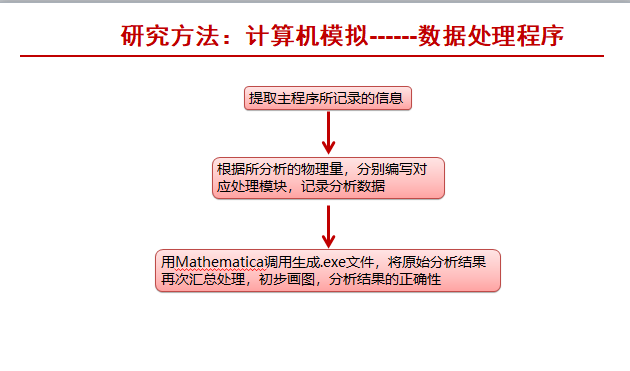 研究方法：计算机模拟------数据处理程序
提取主程序所记录的信息
根据所分析的物理量，分别编写对
应处理模块，记录分析数据
用Mathematica调用生成.exe文件，将原始分析结果
再次汇总处理，初步画图，分析结果的正确性